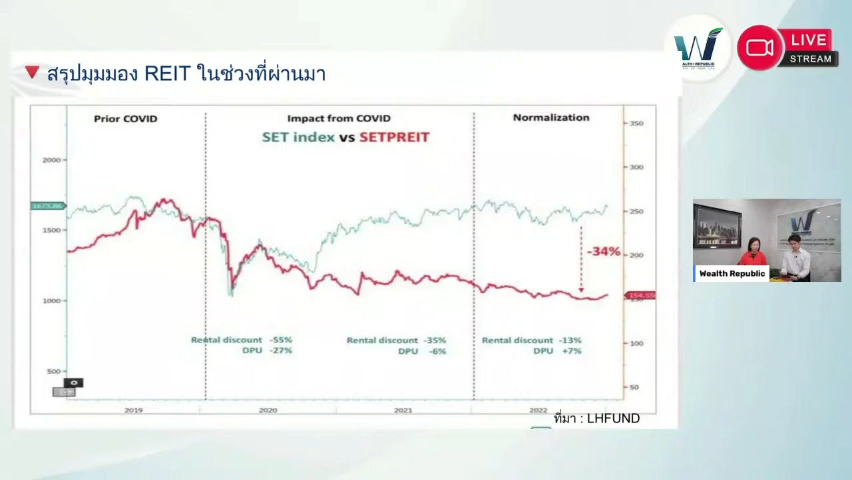 LIVE
STREAM
สรุปมุมมอง REIT ในช่วงที่ผ่านมา
Prior COVID
Impact from COVID
Normalization
SET index vs SETPREIT
350
300
250
200
100
50
2000
1500
1000
500
-34%
Rental discount -55%
DPU -27%
Rental discount -35%
DPU -6%
Rental discount -13%
DPU +7%
2019
2020
2021
2022
ที่มา : LHFUND
Wealth Republic